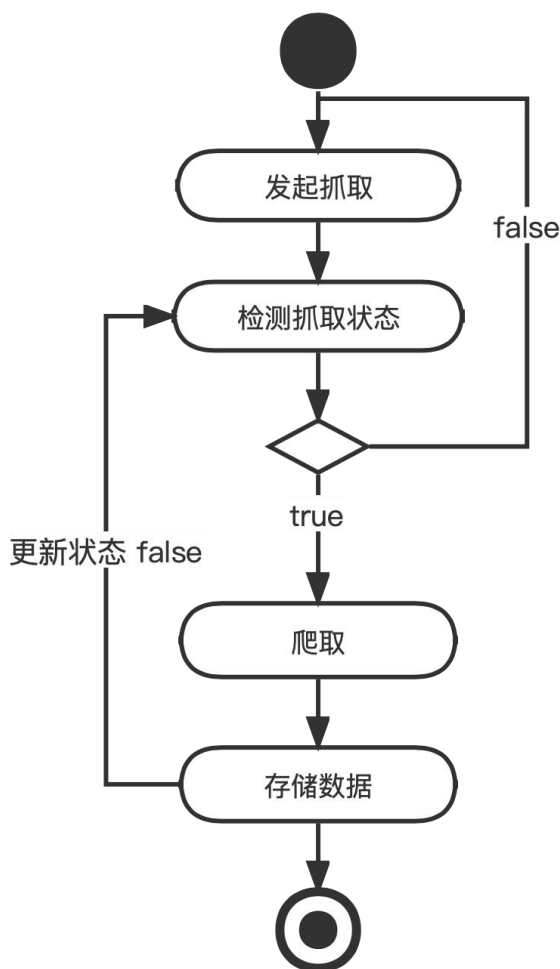 发起抓取
false
检测抓取状态
true
更新状态 false
爬取
存储数据